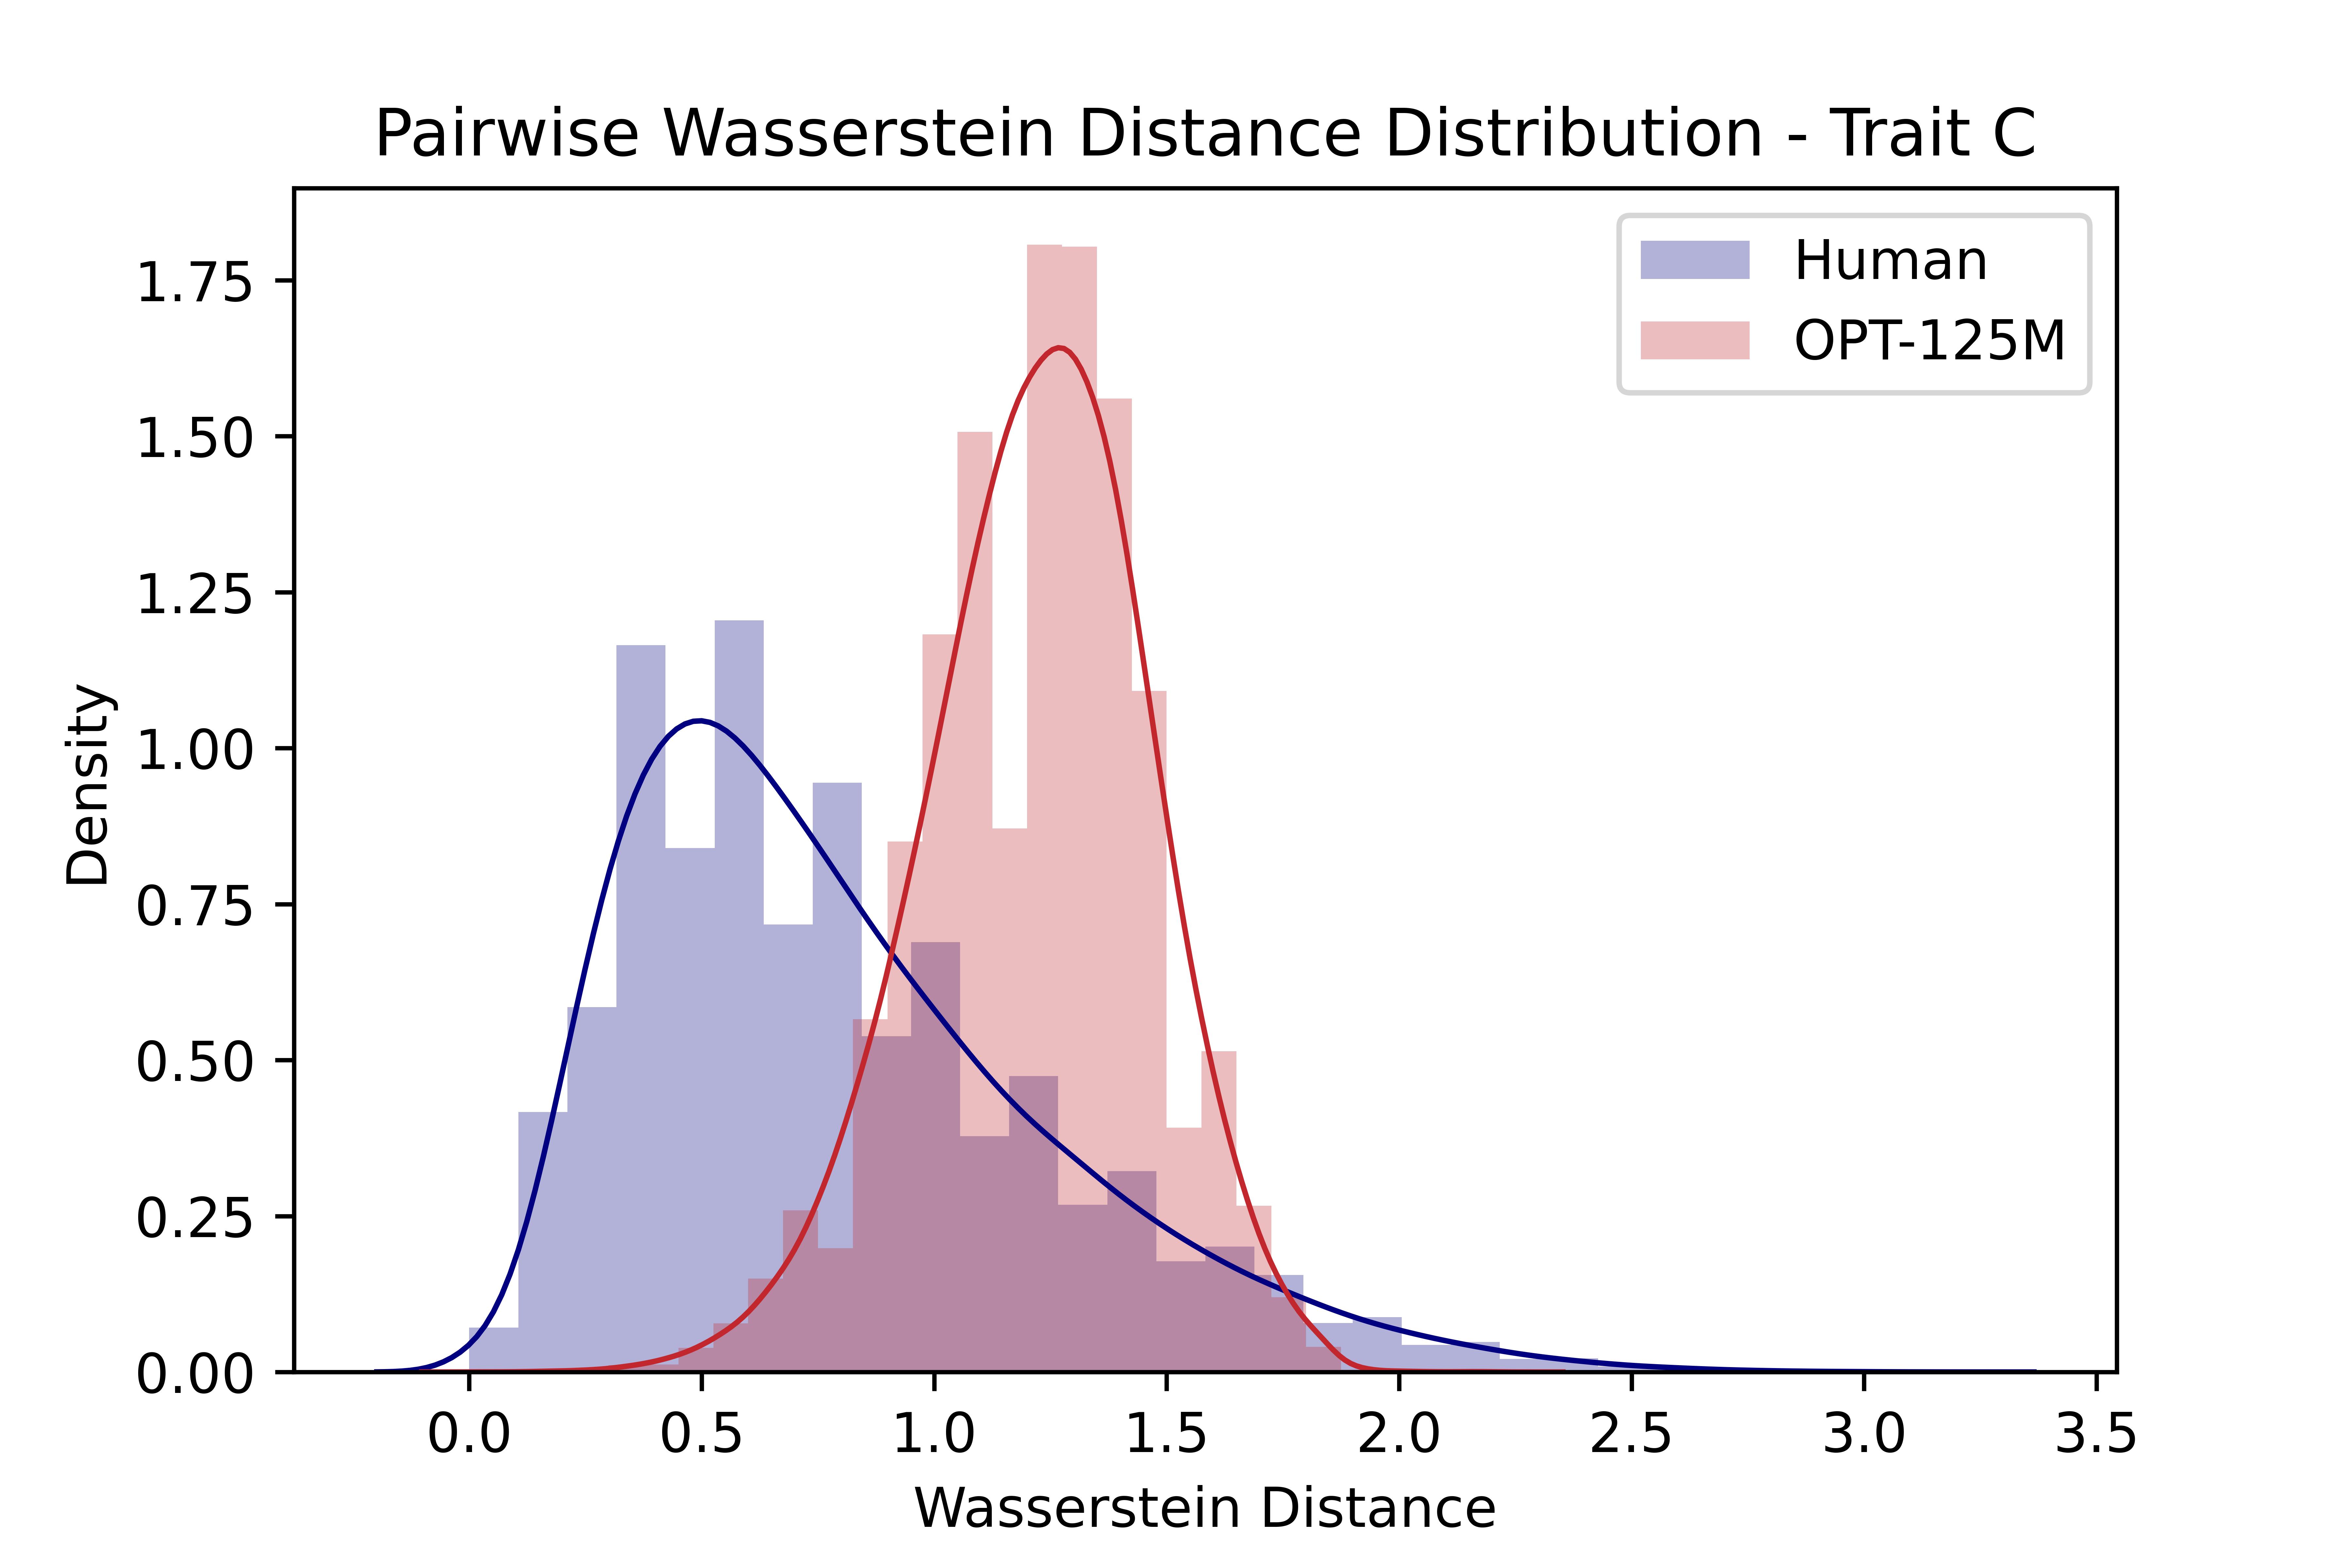 Pairwise Wasserstein Distance Distribution - Trait C
Human
OPT-125M
1.75
1.50
1.25
1.00
0.75
0.50
0.25
0.00
Density
0.0 0.5 1.0 1.5 2.0 2.5 3.0 3.5
Wasserstein Distance